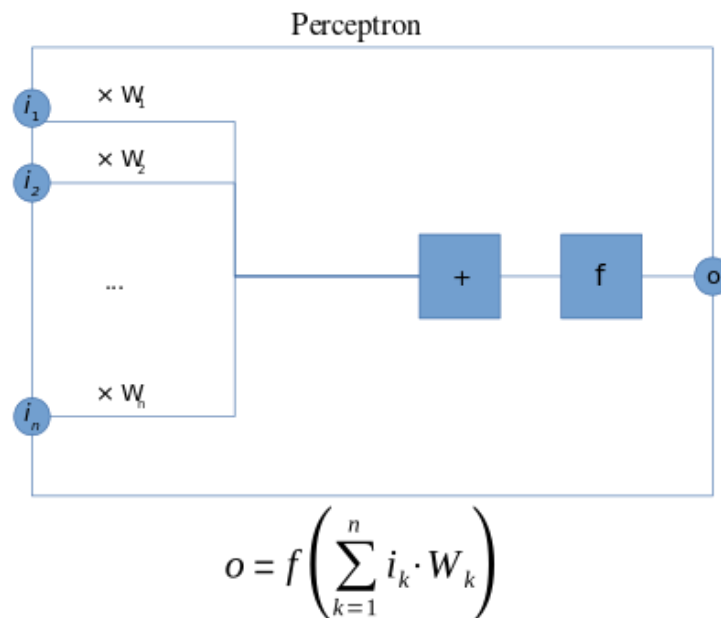 Perceptron
i₁ × W₁
i₂ × W₂
...
+ f o
iₙ × Wₙ
o = f(∑ₖ₌₁ⁿ iₖ · Wₖ)